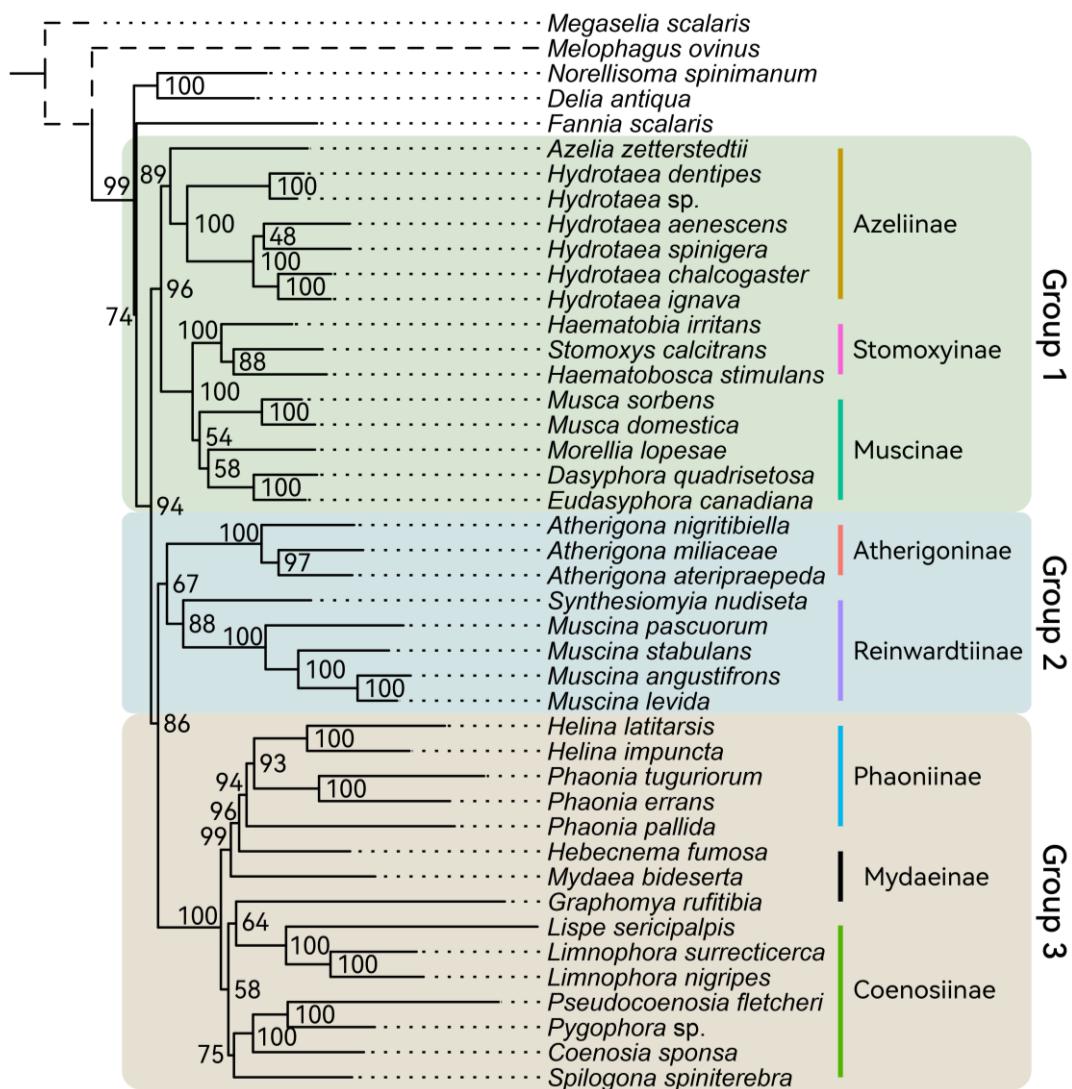 Megaselia scalaris
Melophagus ovinus
Norellisoma spinimanum
100
Delia antiqua
Fannia scalaris
Azelia zetterstedtii
89
Hydrotaea dentipes
99
100
Hydrotaea sp.
100
Hydrotaea aenescens
Azeliinae
48
Hydrotaea spinigera
100
Hydrotaea chalcogaster
96
100
Hydrotaea ignava
74
Haematobia irritans
100
Group 1
Stomoxys calcitrans
Stomoxyinae
88
Haematobosca stimulans
100
Musca sorbens
100
Musca domestica
54
Morellia lopesae
Muscinae
58
Dasyphora quadrisetosa
100
Eudasyphora canadiana
94
Atherigona nigritibiella
100
Atherigona miliaceae
Atherigoninae
97
Atherigona ateripraepeda
67
Synthesiomyia nudiseta
Group 2
88
Muscina pascuorum
100
Muscina stabulans
Reinwardtiinae
100
Muscina angustifrons
100
Muscina levida
86
Helina latitarsis
100
Helina impuncta
93
Phaonia tuguriorum
Phaoniinae
94
100
Phaonia errans
96
Phaonia pallida
99
Hebecnema fumosa
Mydaea bideserta
Mydaeinae
Graphomya rufitibia
Group 3
100
64
Lispe sericipalpis
100
Limnophora surrecticerca
100
Limnophora nigripes
58
Coenosiinae
Pseudocoenosia fletcheri
100
Pygophora sp.
100
Coenosia sponsa
75
Spilogona spiniterebra